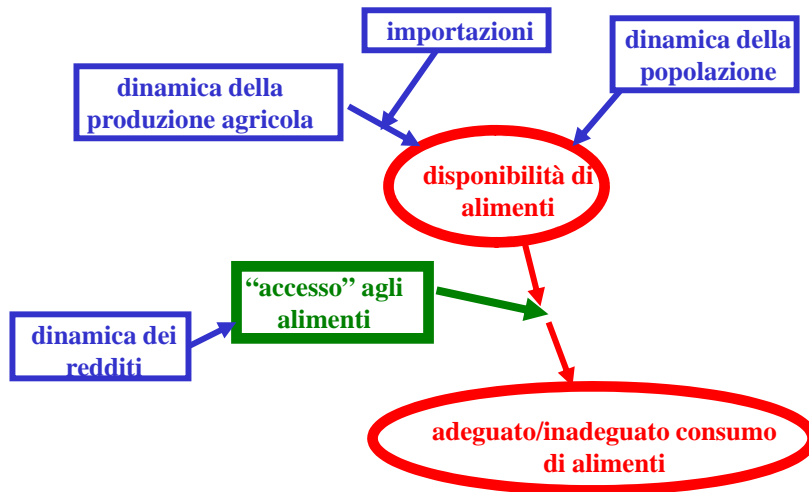 importazioni
dinamica della
popolazione
dinamica della
produzione agricola
disponibilità di
alimenti
“accesso” agli
alimenti
dinamica dei
redditi
adeguato/inadeguato consumo
di alimenti